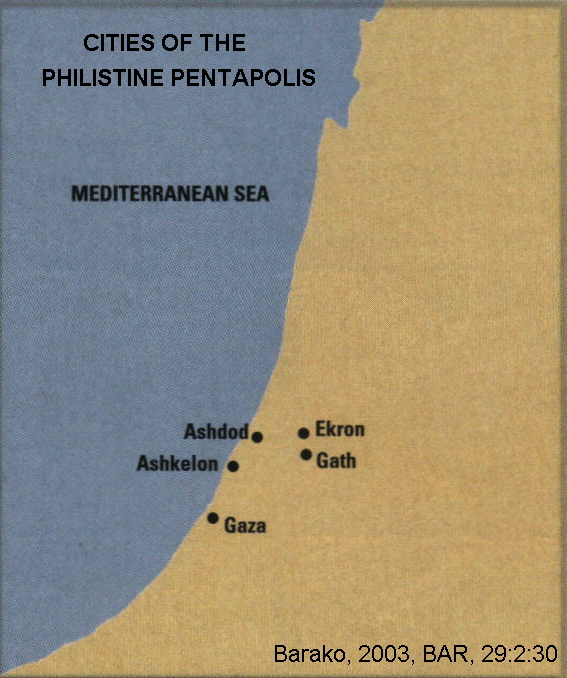 CITIES OF THE
PHILISTINE PENTAPOLIS
MEDITERRANEAN SEA
Ashdod
Ekron
Ashkelon
Gath
Gaza
Barako, 2003, BAR, 29:2:30